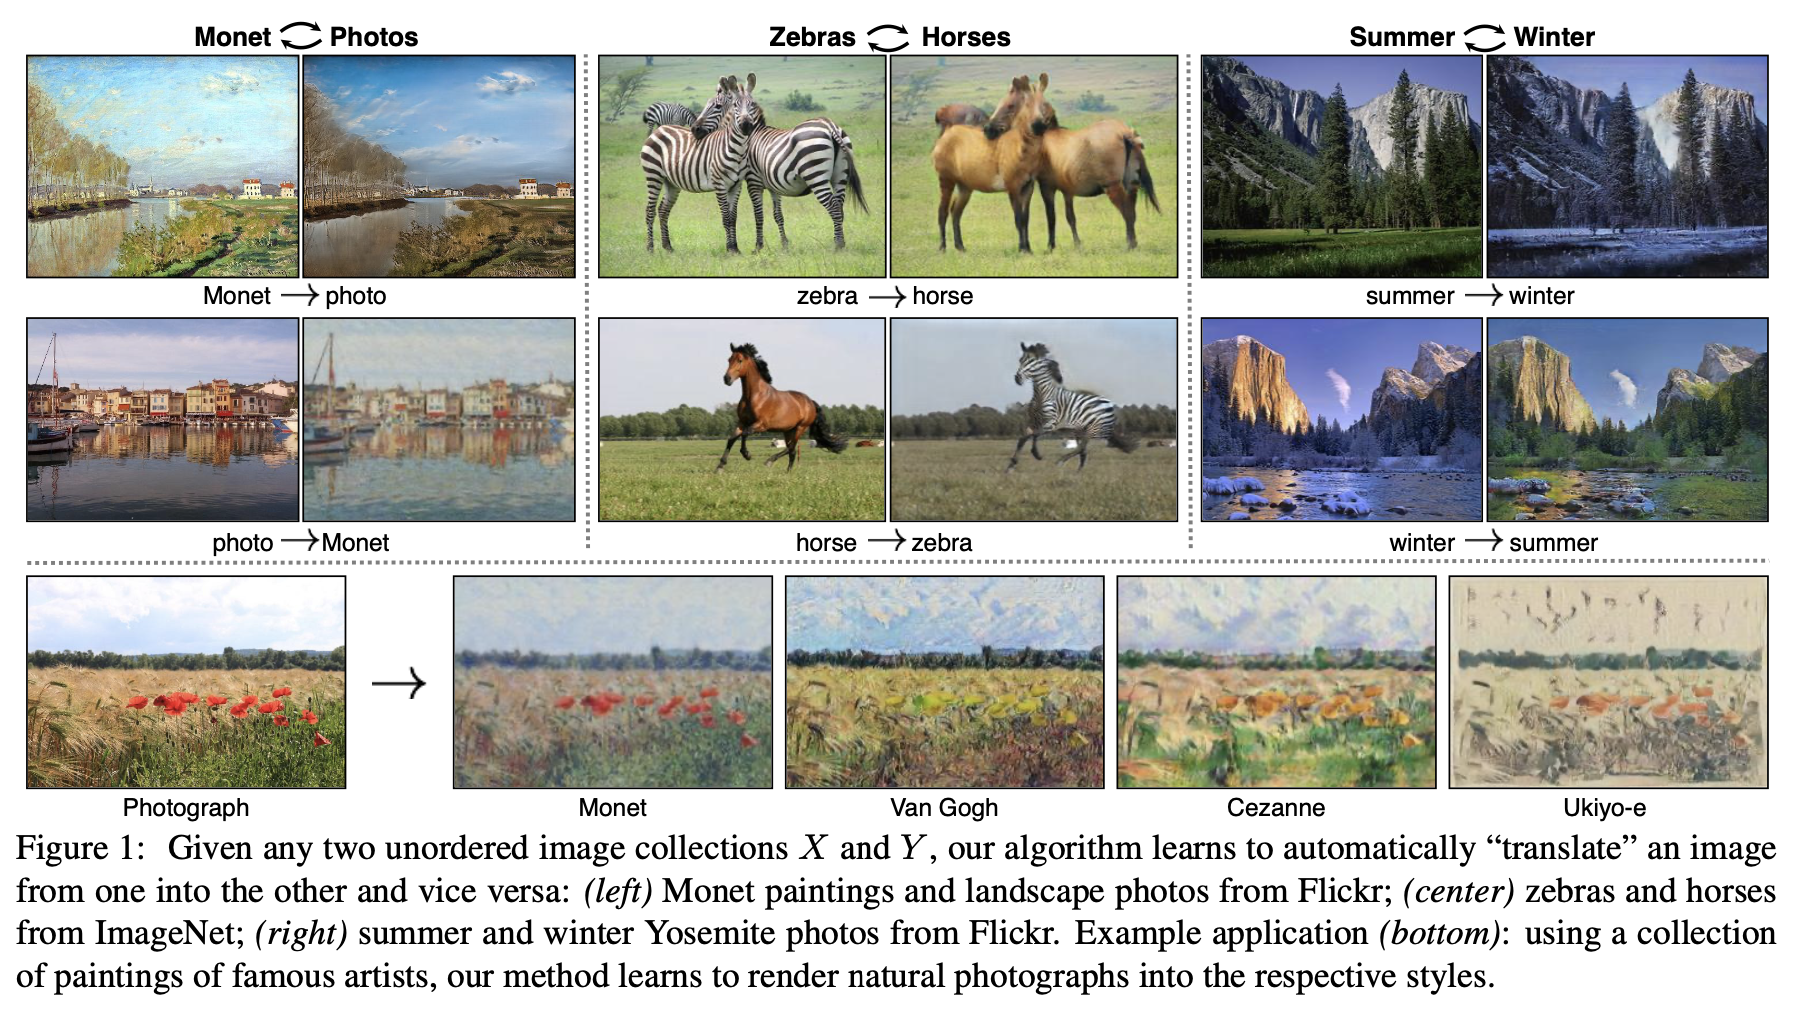 Monet ⇄ Photos
Zebras ⇄ Horses
Summer ⇄ Winter
Monet → photo
zebra → horse
summer → winter
photo → Monet
horse → zebra
winter → summer
Photograph
Monet
Van Gogh
Cezanne
Ukiyo-e
Figure 1: Given any two unordered image collections X and Y, our algorithm learns to automatically “translate” an image
from one into the other and vice versa: (left) Monet paintings and landscape photos from Flickr; (center) zebras and horses
from ImageNet; (right) summer and winter Yosemite photos from Flickr. Example application (bottom): using a collection
of paintings of famous artists, our method learns to render natural photographs into the respective styles.